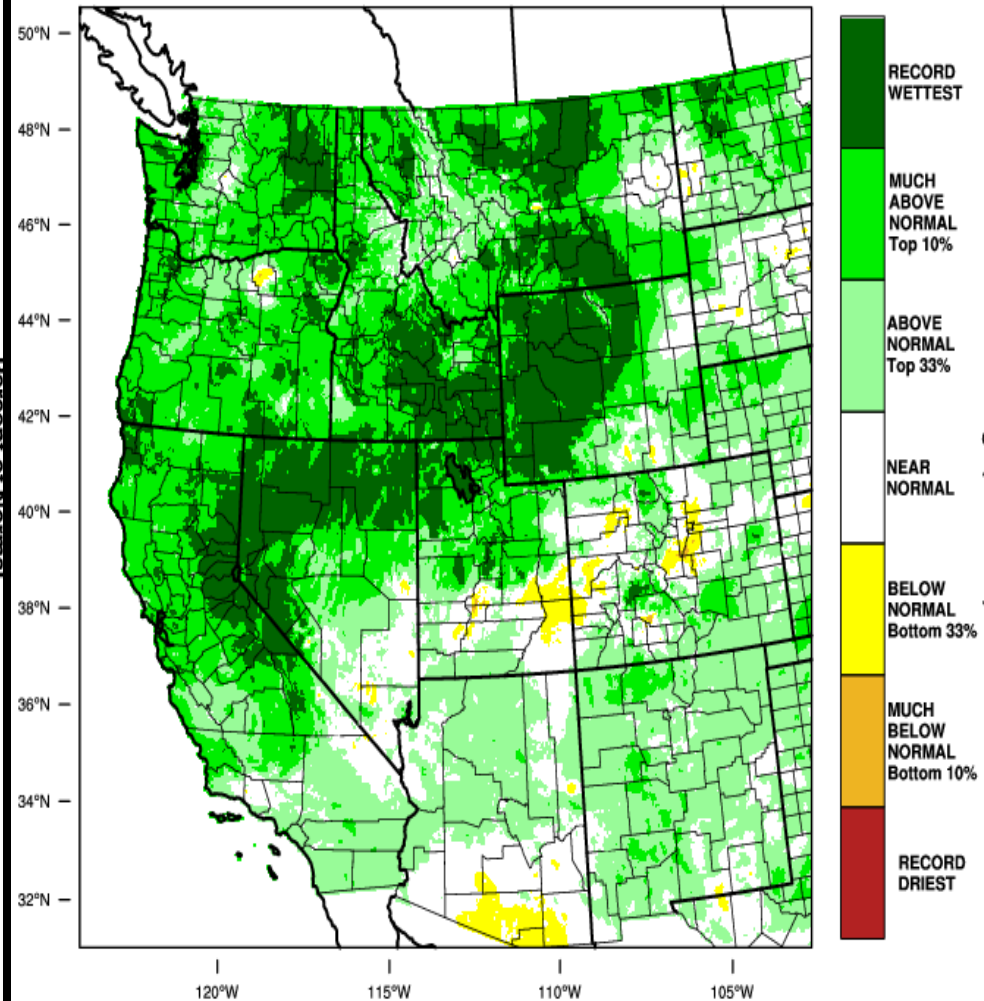 50°N
48°N
46°N
44°N
42°N
40°N
38°N
36°N
34°N
32°N
120°W
115°W
110°W
105°W
RECORD
WETTEST
MUCH
ABOVE
NORMAL
Top 10%
ABOVE
NORMAL
Top 33%
NEAR
NORMAL
BELOW
NORMAL
Bottom 33%
MUCH
BELOW
NORMAL
Bottom 10%
RECORD
DRIEST